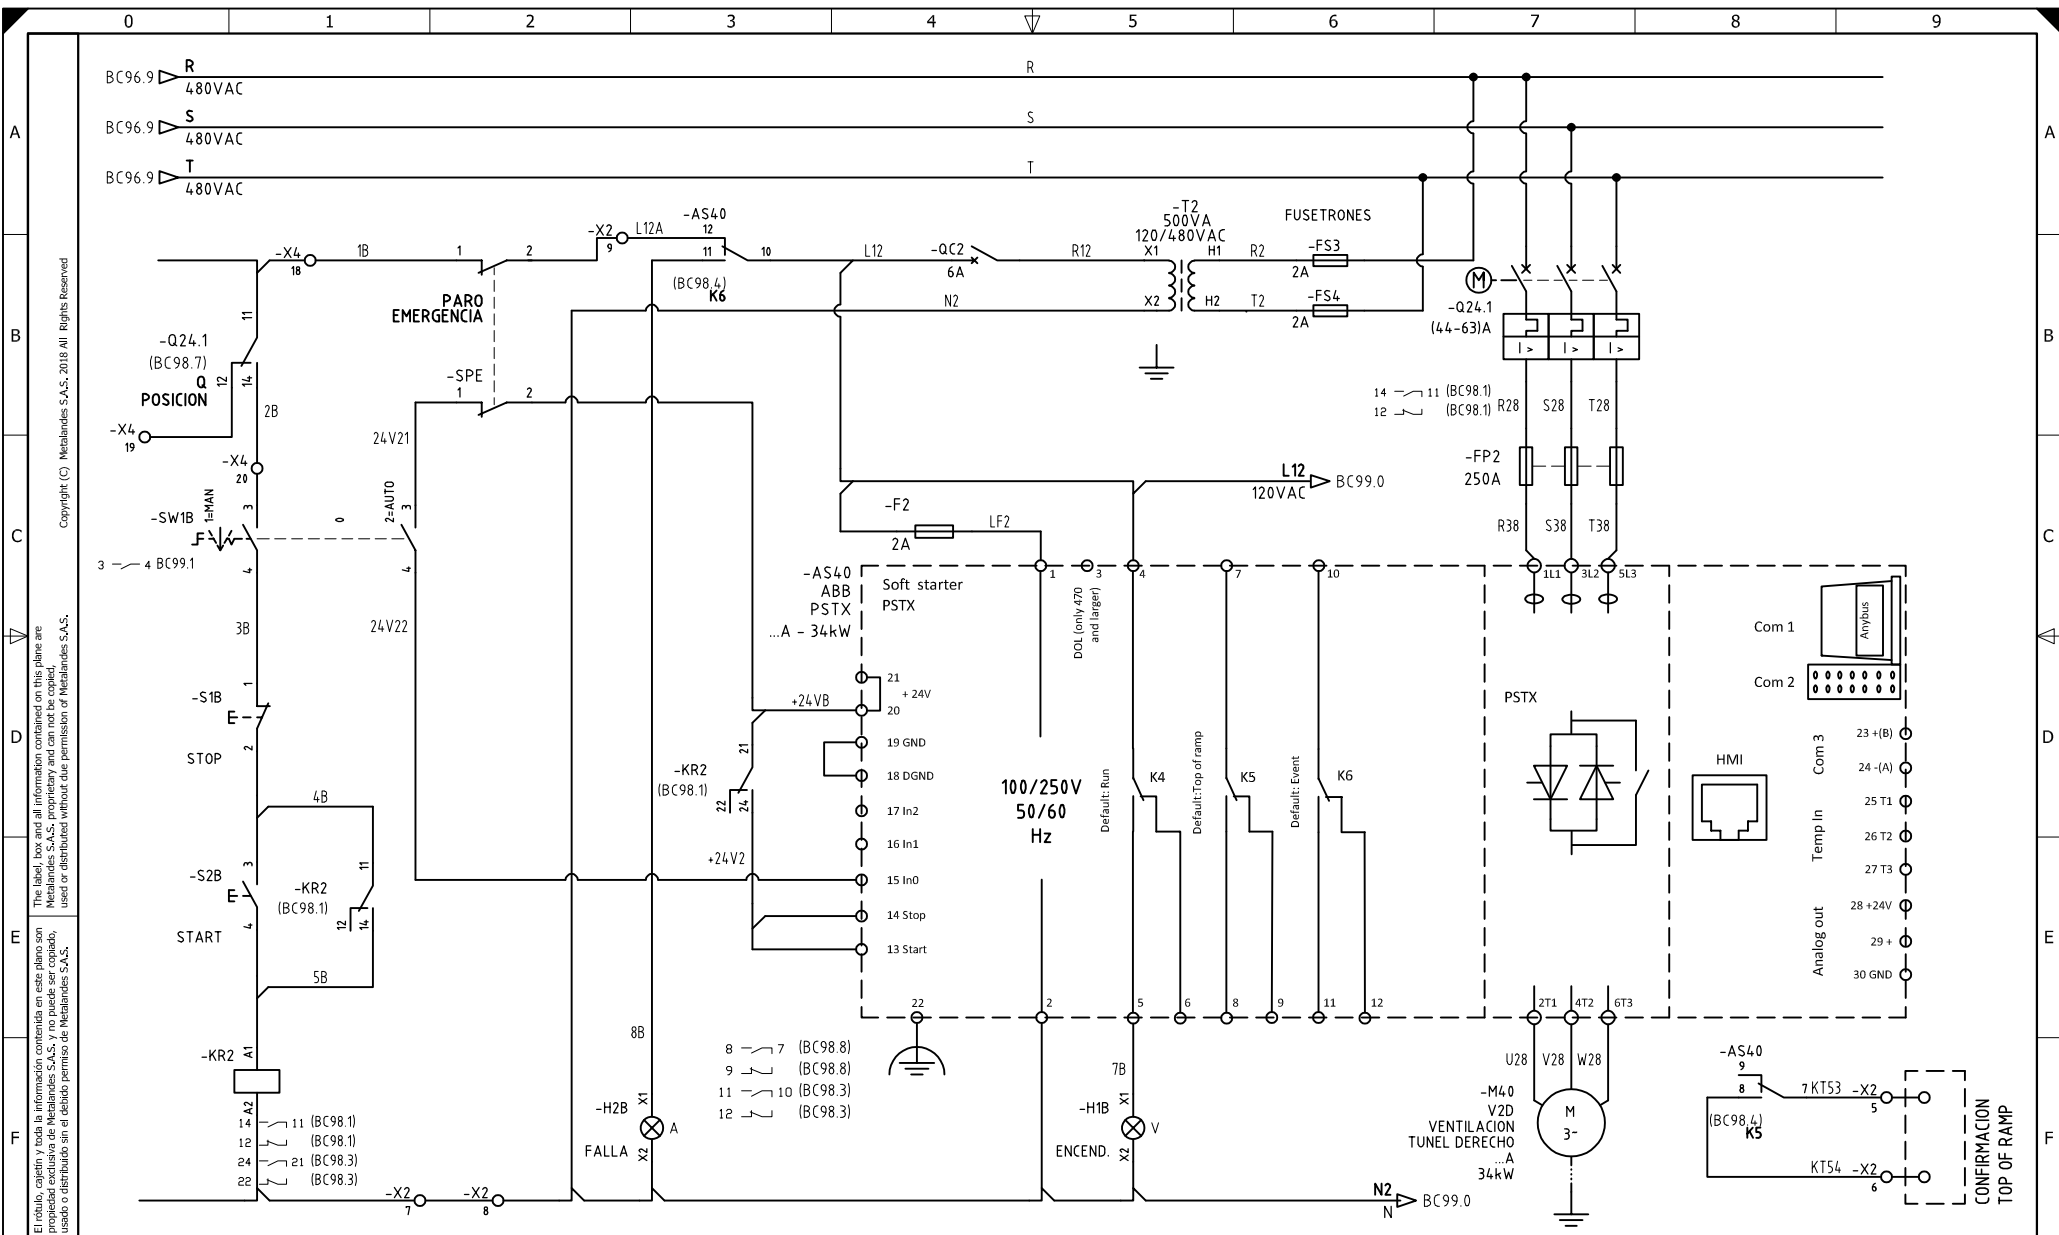 0 1 2 3 4 5 6 7 8 9
A
B
C
D
E
F
A
B
C
D
E
F
Copyright (C) Metalandes S.A.S. 2018 All Rights Reserved
The label, box and all information contained on this plane are
Metalandes S.A.S. proprietary and can not be copied,
used or distributed without due permission of Metalandes S.A.S.
El rótulo, cajetín y toda la información contenida en este plano son
propiedad exclusiva de Metalandes S.A.S. y no puede ser copiado,
usado o distribuido sin el debido permiso de Metalandes S.A.S.
BC96.9 R R
480VAC
BC96.9 S S
480VAC
BC96.9 T T
480VAC
-X4
18
1B
1 2
PARO
EMERGENCIA
-X2
9
L12A
-AS40
12
11 10
(BC98.4)
K6
L12
-QC2
6A
R12
N2
-T2
500VA
120/480VAC
X1 H1
X2 H2
R2
T2
FUSETRONES
-FS3
2A
-FS4
2A
M
-Q24.1
(44-63)A
I > I > I >
14 11 (BC98.1)
12 (BC98.1)
R28 S28 T28
-FP2
250A
R38 S38 T38
11
-Q24.1
(BC98.7)
Q
POSICION
12
14
2B
-X4
19
-X4
20
-SPE
1 2
24V21
24V22
-SW1B
1=MAN
0
2=AUTO
3
4
3
4
3 4 BC99.1
3B
-S1B
1
2
STOP
4B
-S2B
3
4
START
-KR2
(BC98.1)
11
12
14
5B
-KR2
A1
A2
14 11 (BC98.1)
12 (BC98.1)
24 21 (BC98.3)
22 (BC98.3)
-X2
7
-X2
8
L12
120VAC
BC99.0
-F2
2A
LF2
-AS40
ABB
PSTX
...A - 34kW
Soft starter
PSTX
1 3 4 7 10
DOL (only 470
and larger)
1L1 3L2 5L3
+24VB
+24V2
-KR2
(BC98.1)
21
22
24
21
+ 24V
20
19 GND
18 DGND
17 In2
16 In1
15 In0
14 Stop
13 Start
22
100/250V
50/60
Hz
Default: Run
K4
Default:Top of ramp
K5
Default: Event
K6
2 5 6 8 9 11 12
PSTX
2T1 4T2 6T3
HMI
Com 1
Anybus
Com 2
Com 3
23 +(B)
24 -(A)
Temp In
25 T1
26 T2
27 T3
Analog out
28 +24V
29 +
30 GND
8B
8 7 (BC98.8)
9 (BC98.8)
11 10 (BC98.3)
12 (BC98.3)
-H2B
X1
A
FALLA
X2
7B
-H1B
X1
V
ENCEND.
X2
N2
N
BC99.0
U28 V28 W28
-M40
V2D
VENTILACION
TUNEL DERECHO
...A
34kW
M
3~
-AS40
9
8 7
(BC98.4)
K5
KT53
-X2
5
KT54
-X2
6
CONFIRMACION
TOP OF RAMP